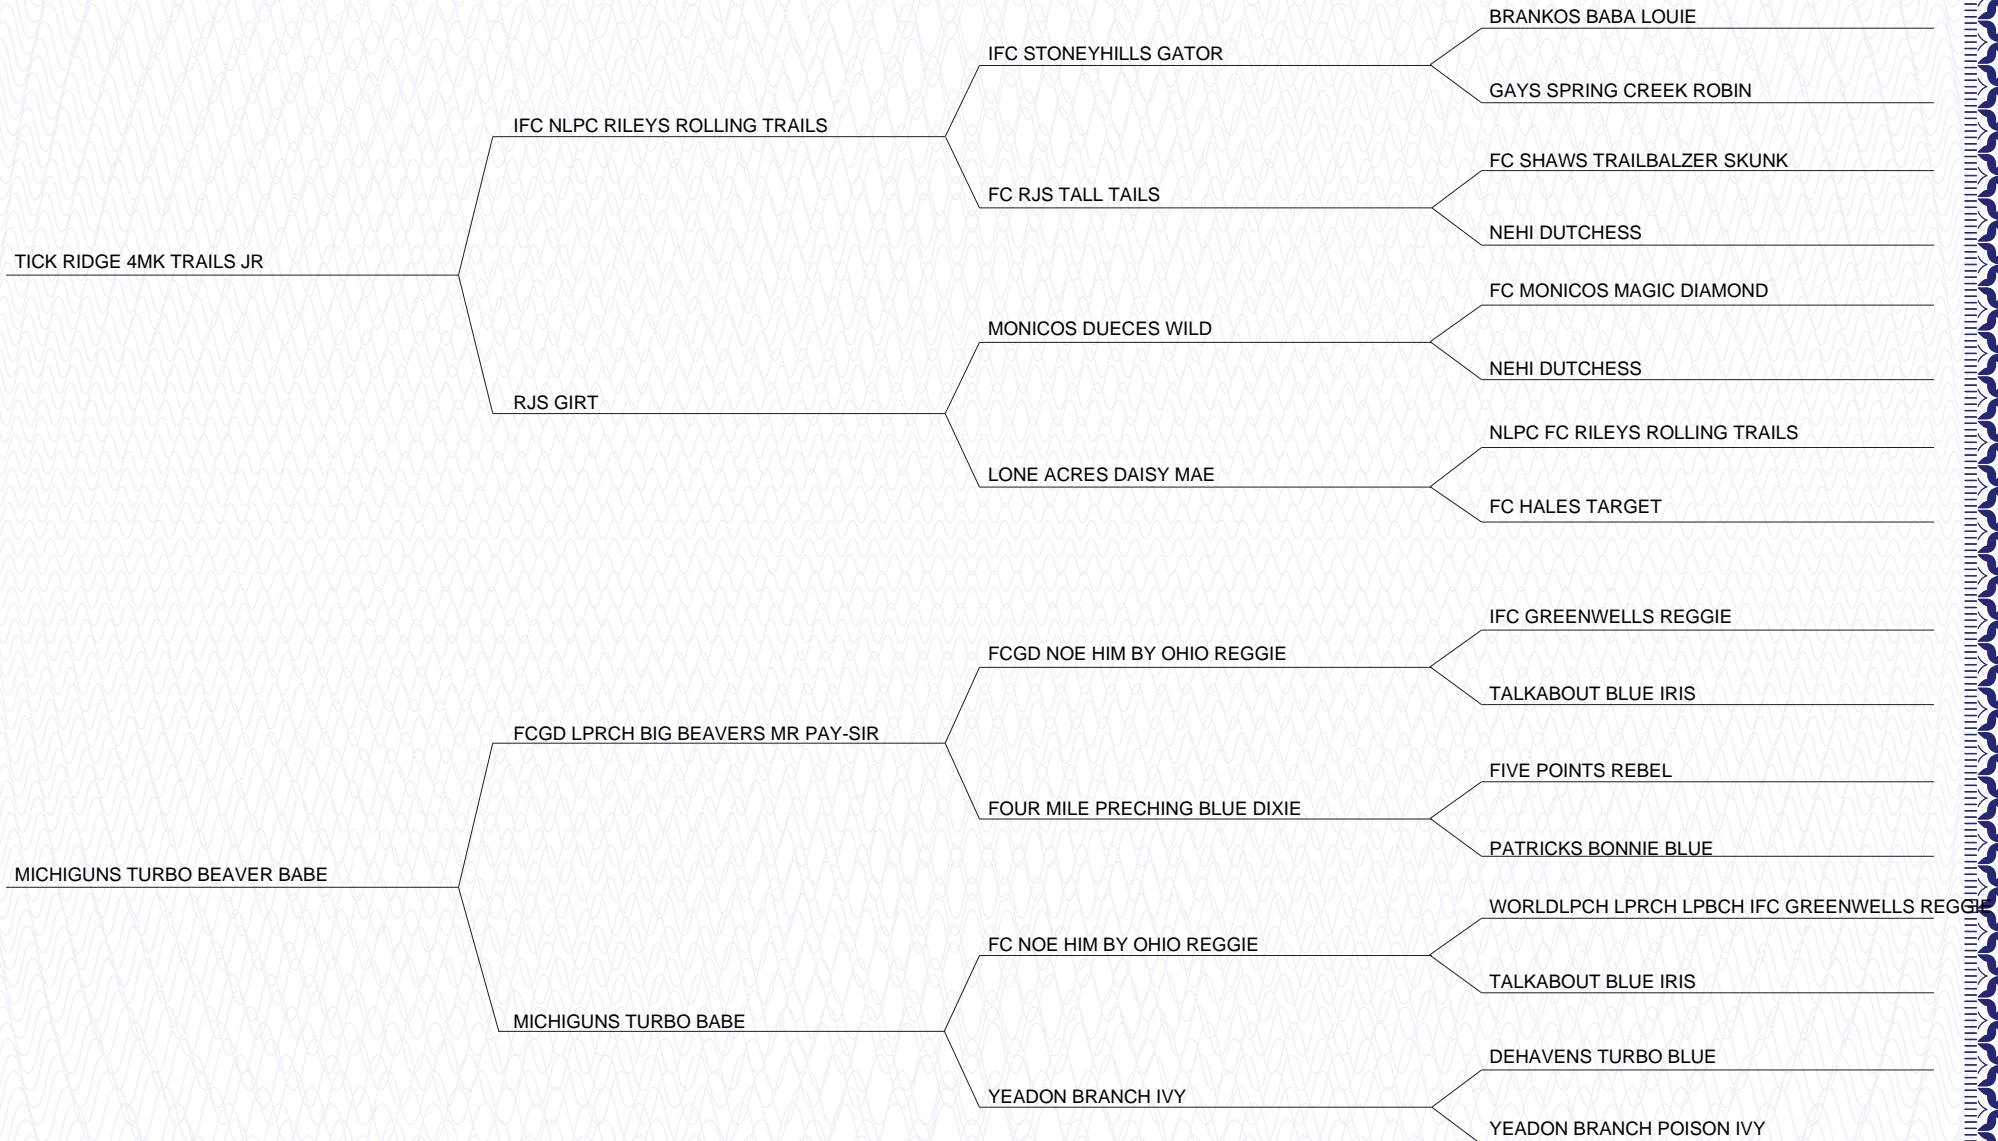 BRANKOS BABA LOUIE
IFC STONEYHILLS GATOR
GAYS SPRING CREEK ROBIN
IFC NLPC RILEYS ROLLING TRAILS
FC SHAWS TRAILBALZER SKUNK
FC RJS TALL TAILS
NEHI DUTCHESS
TICK RIDGE 4MK TRAILS JR
FC MONICOS MAGIC DIAMOND
MONICOS DUECES WILD
NEHI DUTCHESS
RJS GIRT
NLPC FC RILEYS ROLLING TRAILS
LONE ACRES DAISY MAE
FC HALES TARGET
IFC GREENWELLS REGGIE
FCGD NOE HIM BY OHIO REGGIE
TALKABOUT BLUE IRIS
FCGD LPRCH BIG BEAVERS MR PAY-SIR
FIVE POINTS REBEL
FOUR MILE PRECHING BLUE DIXIE
PATRICKS BONNIE BLUE
MICHIGUNS TURBO BEAVER BABE
WORLDLPCH LPRCH LPBCH IFC GREENWELLS REGGIE
FC NOE HIM BY OHIO REGGIE
TALKABOUT BLUE IRIS
MICHIGUNS TURBO BABE
DEHAVENS TURBO BLUE
YEADON BRANCH IVY
YEADON BRANCH POISON IVY